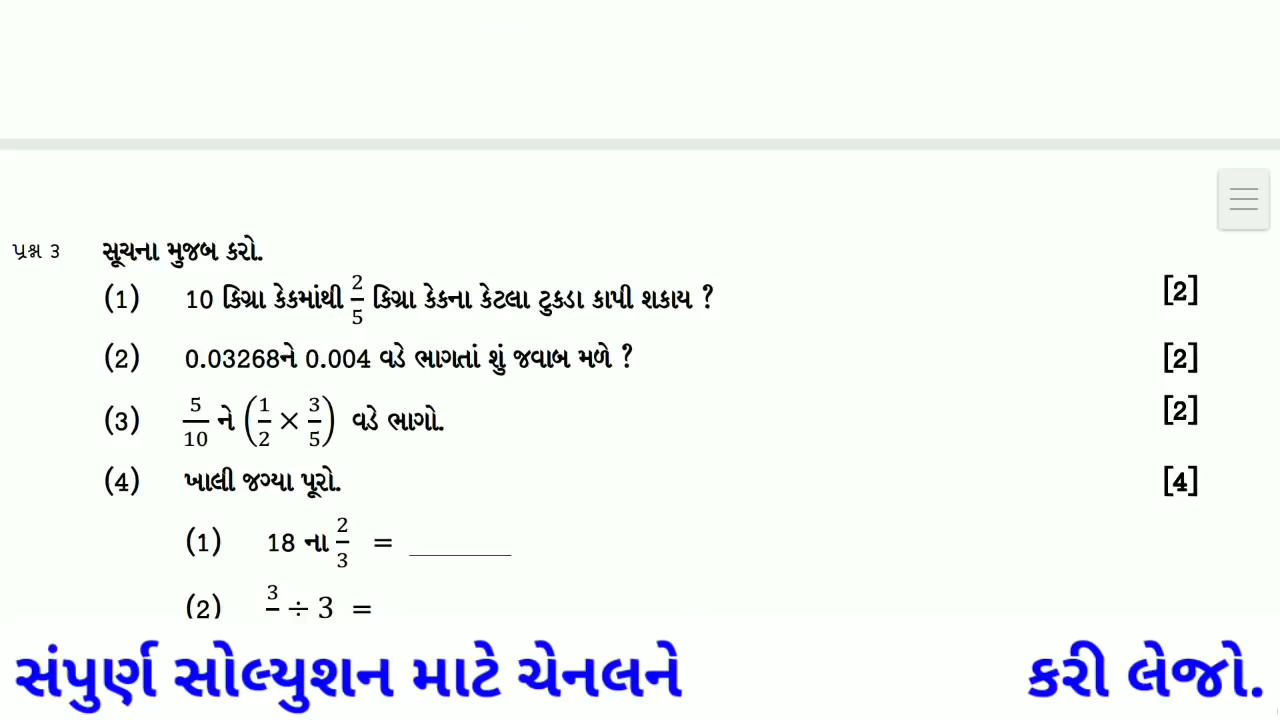 પ્રશ્ન 3 સૂચના મુજબ કરો.
(1) 10 કિગ્રા કેકમાંથી 2/5 કિગ્રા કેકના કેટલા ટુકડા કાપી શકાય ? [2]
(2) 0.03268ને 0.004 વડે ભાગતાં શું જવાબ મળે ? [2]
(3) 5/10 ને (1/2 × 3/5) વડે ભાગો. [2]
(4) ખાલી જગ્યા પૂરો. [4]
(1) 18 ના 2/3 = ______
(2) 3 ÷ 3 =
સંપુર્ણ સોલ્યુશન માટે ચેનલને કરી લેજો.